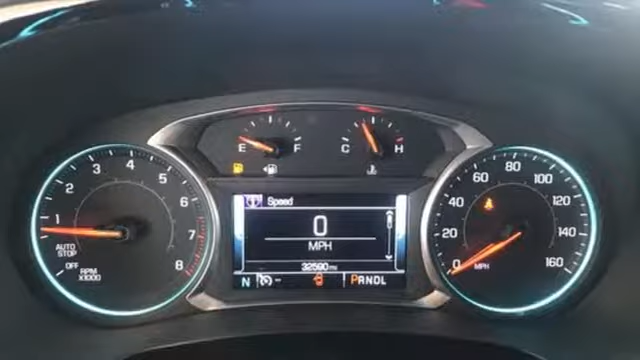 E F C H
1 2 3 4 5 6 7 8
AUTO
STOP
OFF
RPM
X1000
Speed
0
MPH
32590 mi
N PRNDL
0 20 40 60 80 100 120 140 160
MPH